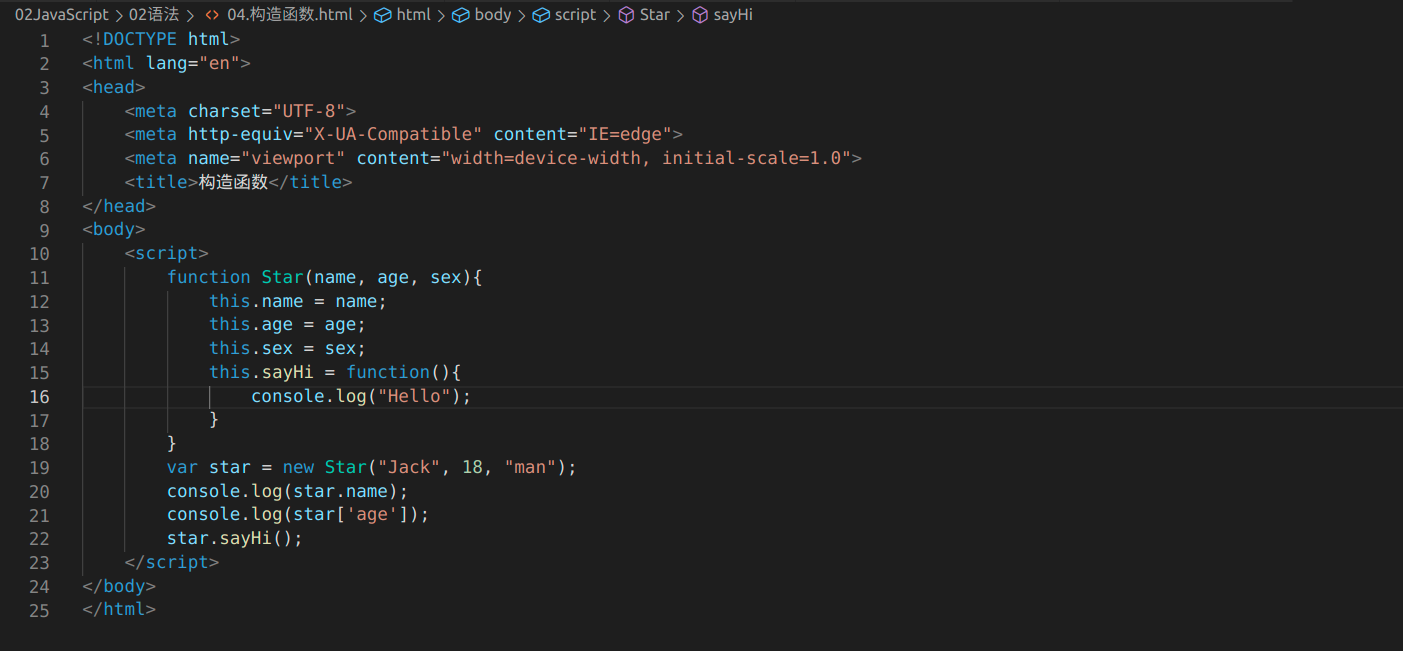 02JavaScript > 02语法 > <> 04.构造函数.html > html > body > script > Star > sayHi
1 <!DOCTYPE html>
2 <html lang="en">
3 <head>
4     <meta charset="UTF-8">
5     <meta http-equiv="X-UA-Compatible" content="IE=edge">
6     <meta name="viewport" content="width=device-width, initial-scale=1.0">
7     <title>构造函数</title>
8 </head>
9 <body>
10     <script>
11         function Star(name, age, sex){
12             this.name = name;
13             this.age = age;
14             this.sex = sex;
15             this.sayHi = function(){
16                 console.log("Hello");
17             }
18         }
19         var star = new Star("Jack", 18, "man");
20         console.log(star.name);
21         console.log(star['age']);
22         star.sayHi();
23     </script>
24 </body>
25 </html>